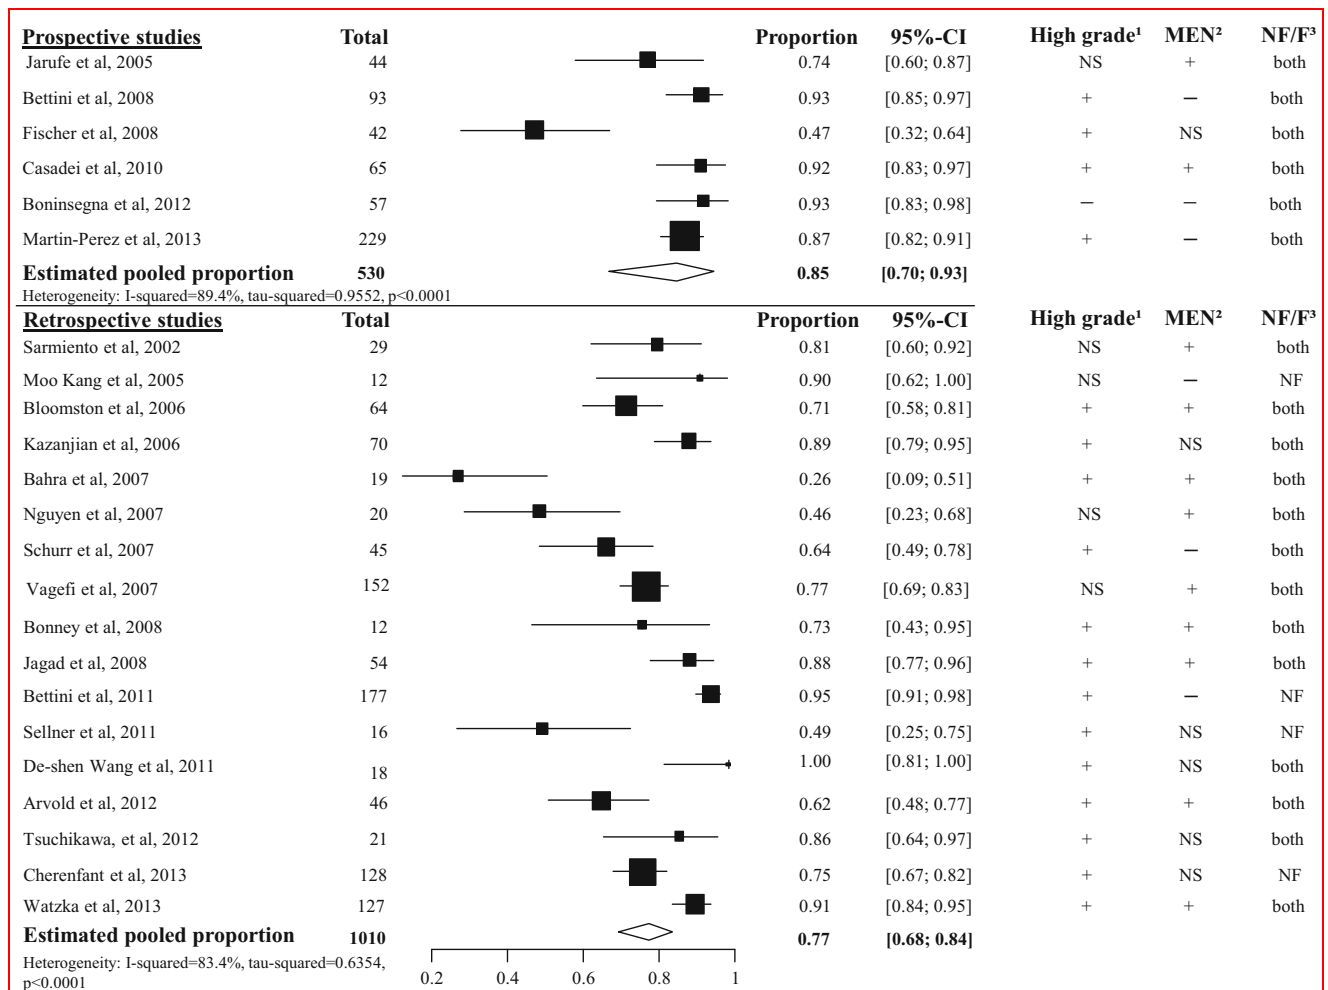 Prospective studies Total Proportion 95%-CI High grade¹ MEN² NF/F³
Jarufe et al, 2005 44 0.74 [0.60; 0.87] NS + both
Bettini et al, 2008 93 0.93 [0.85; 0.97] + − both
Fischer et al, 2008 42 0.47 [0.32; 0.64] + NS both
Casadei et al, 2010 65 0.92 [0.83; 0.97] + + both
Boninsegna et al, 2012 57 0.93 [0.83; 0.98] − − both
Martin-Perez et al, 2013 229 0.87 [0.82; 0.91] + − both
Estimated pooled proportion 530 0.85 [0.70; 0.93]
Heterogeneity: I-squared=89.4%, tau-squared=0.9552, p<0.0001
Retrospective studies Total Proportion 95%-CI High grade¹ MEN² NF/F³
Sarmiento et al, 2002 29 0.81 [0.60; 0.92] NS + both
Moo Kang et al, 2005 12 0.90 [0.62; 1.00] NS − NF
Bloomston et al, 2006 64 0.71 [0.58; 0.81] + + both
Kazanjian et al, 2006 70 0.89 [0.79; 0.95] + NS both
Bahra et al, 2007 19 0.26 [0.09; 0.51] + + both
Nguyen et al, 2007 20 0.46 [0.23; 0.68] NS + both
Schurr et al, 2007 45 0.64 [0.49; 0.78] + − both
Vagefi et al, 2007 152 0.77 [0.69; 0.83] NS + both
Bonney et al, 2008 12 0.73 [0.43; 0.95] + + both
Jagad et al, 2008 54 0.88 [0.77; 0.96] + + both
Bettini et al, 2011 177 0.95 [0.91; 0.98] + − NF
Sellner et al, 2011 16 0.49 [0.25; 0.75] + NS NF
De-shen Wang et al, 2011 18 1.00 [0.81; 1.00] + NS both
Arvold et al, 2012 46 0.62 [0.48; 0.77] + + both
Tsuchikawa, et al, 2012 21 0.86 [0.64; 0.97] + NS both
Cherenfant et al, 2013 128 0.75 [0.67; 0.82] + NS NF
Watzka et al, 2013 127 0.91 [0.84; 0.95] + + both
Estimated pooled proportion 1010 0.77 [0.68; 0.84]
Heterogeneity: I-squared=83.4%, tau-squared=0.6354,
p<0.0001
0.2 0.4 0.6 0.8 1